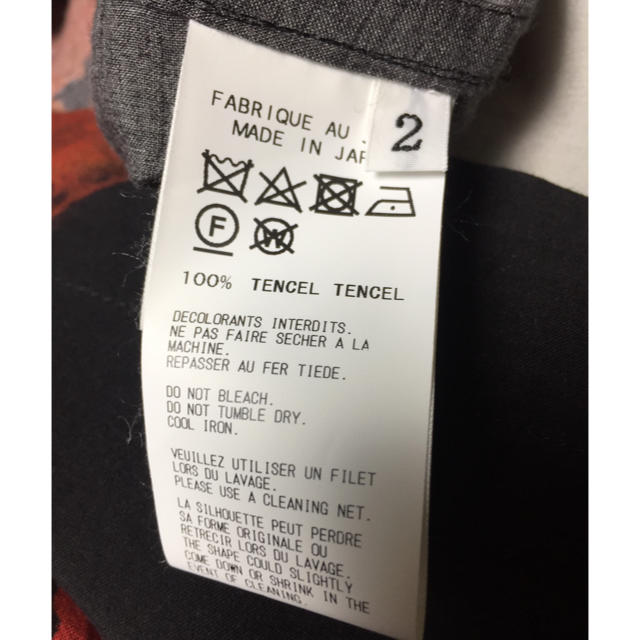 FABRIQUE AU
2
MADE IN JAP
F
W
100% TENCEL TENCEL
DECOLORANTS INTERDITS.
NE PAS FAIRE SECHER A LA
MACHINE.
REPASSER AU FER TIEDE.
DO NOT BLEACH.
DO NOT TUMBLE DRY.
COOL IRON.
VEUILLEZ UTILISER UN FILET
LORS DU LAVAGE.
PLEASE USE A CLEANING NET.
LA SILHOUETTE PEUT PERDRE
SA FORME ORIGINALE OU
RETRECIR LORS DU LAVAGE.
THE SHAPE COULD SLIGHTLY
COME DOWN OR SHRINK IN THE
EVENT OF CLEANING.